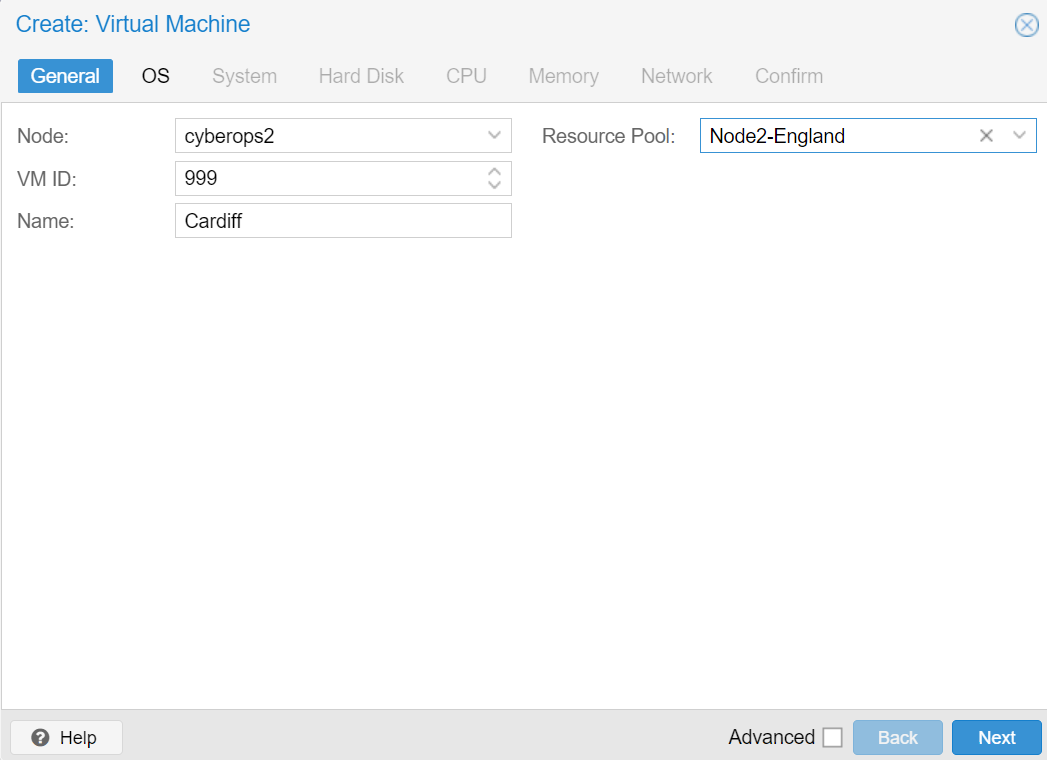 Create: Virtual Machine
General OS System Hard Disk CPU Memory Network Confirm
Node: cyberops2 Resource Pool: Node2-England
VM ID: 999
Name: Cardiff
Help Advanced Back Next